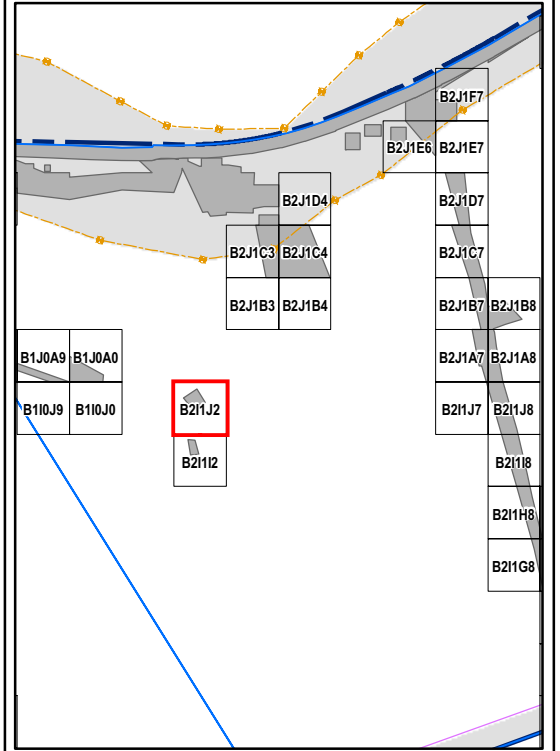 B2J1F7
B2J1E6 B2J1E7
B2J1D4 B2J1D7
B2J1C3 B2J1C4 B2J1C7
B2J1B3 B2J1B4 B2J1B7 B2J1B8
B1J0A9 B1J0A0 B2J1A7 B2J1A8
B1I0J9 B1I0J0 B2I1J2 B2I1J7 B2I1J8
B2I1I2 B2I1I8
B2I1H8
B2I1G8